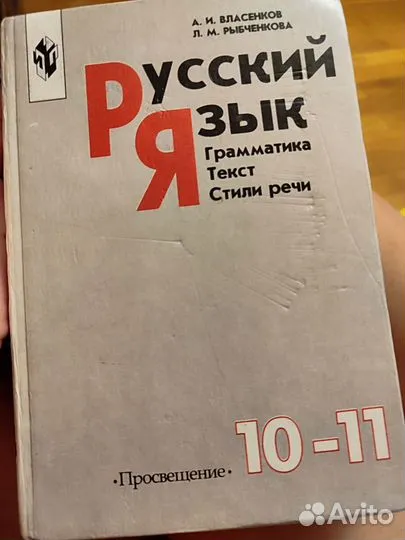 А. И. ВЛАСЕНКОВ
Л. М. РЫБЧЕНКОВА
РУССКИЙ
ЯЗЫК
Грамматика
Текст
Стили речи
•Просвещение•
10-11
Avito